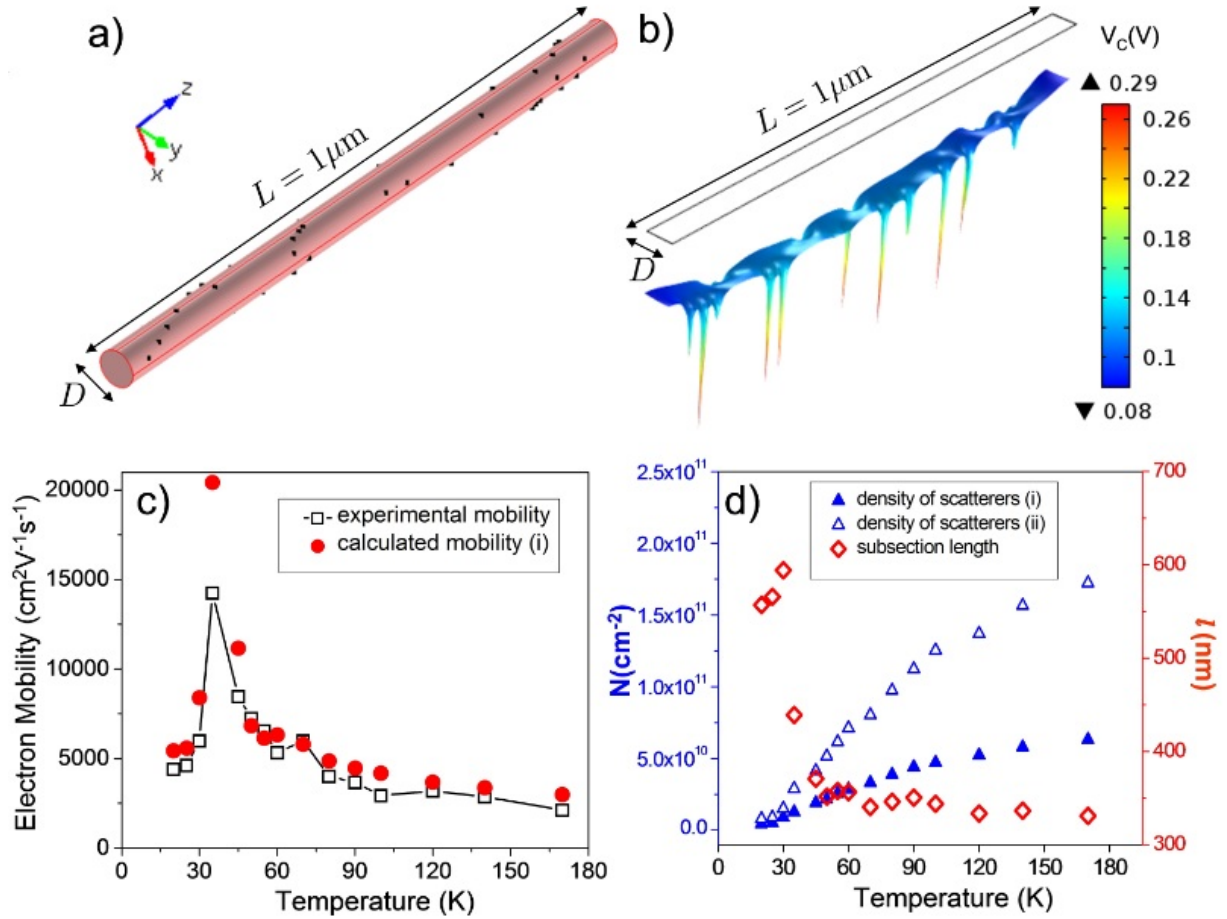 a)
z
y
x
L = 1μm
D
b)
L = 1μm
D
V_C(V)
▲ 0.29
0.26
0.22
0.18
0.14
0.1
▼ 0.08
c)
experimental mobility
calculated mobility (i)
Electron Mobility (cm²V⁻¹s⁻¹)
20000
15000
10000
5000
0
0 30 60 90 120 150 180
Temperature (K)
d)
density of scatterers (i)
density of scatterers (ii)
subsection length
N(cm⁻²)
2.5x10¹¹
2.0x10¹¹
1.5x10¹¹
1.0x10¹¹
5.0x10¹⁰
0.0
700
600
500
400
300
l (nm)
0 30 60 90 120 150 180
Temperature (K)